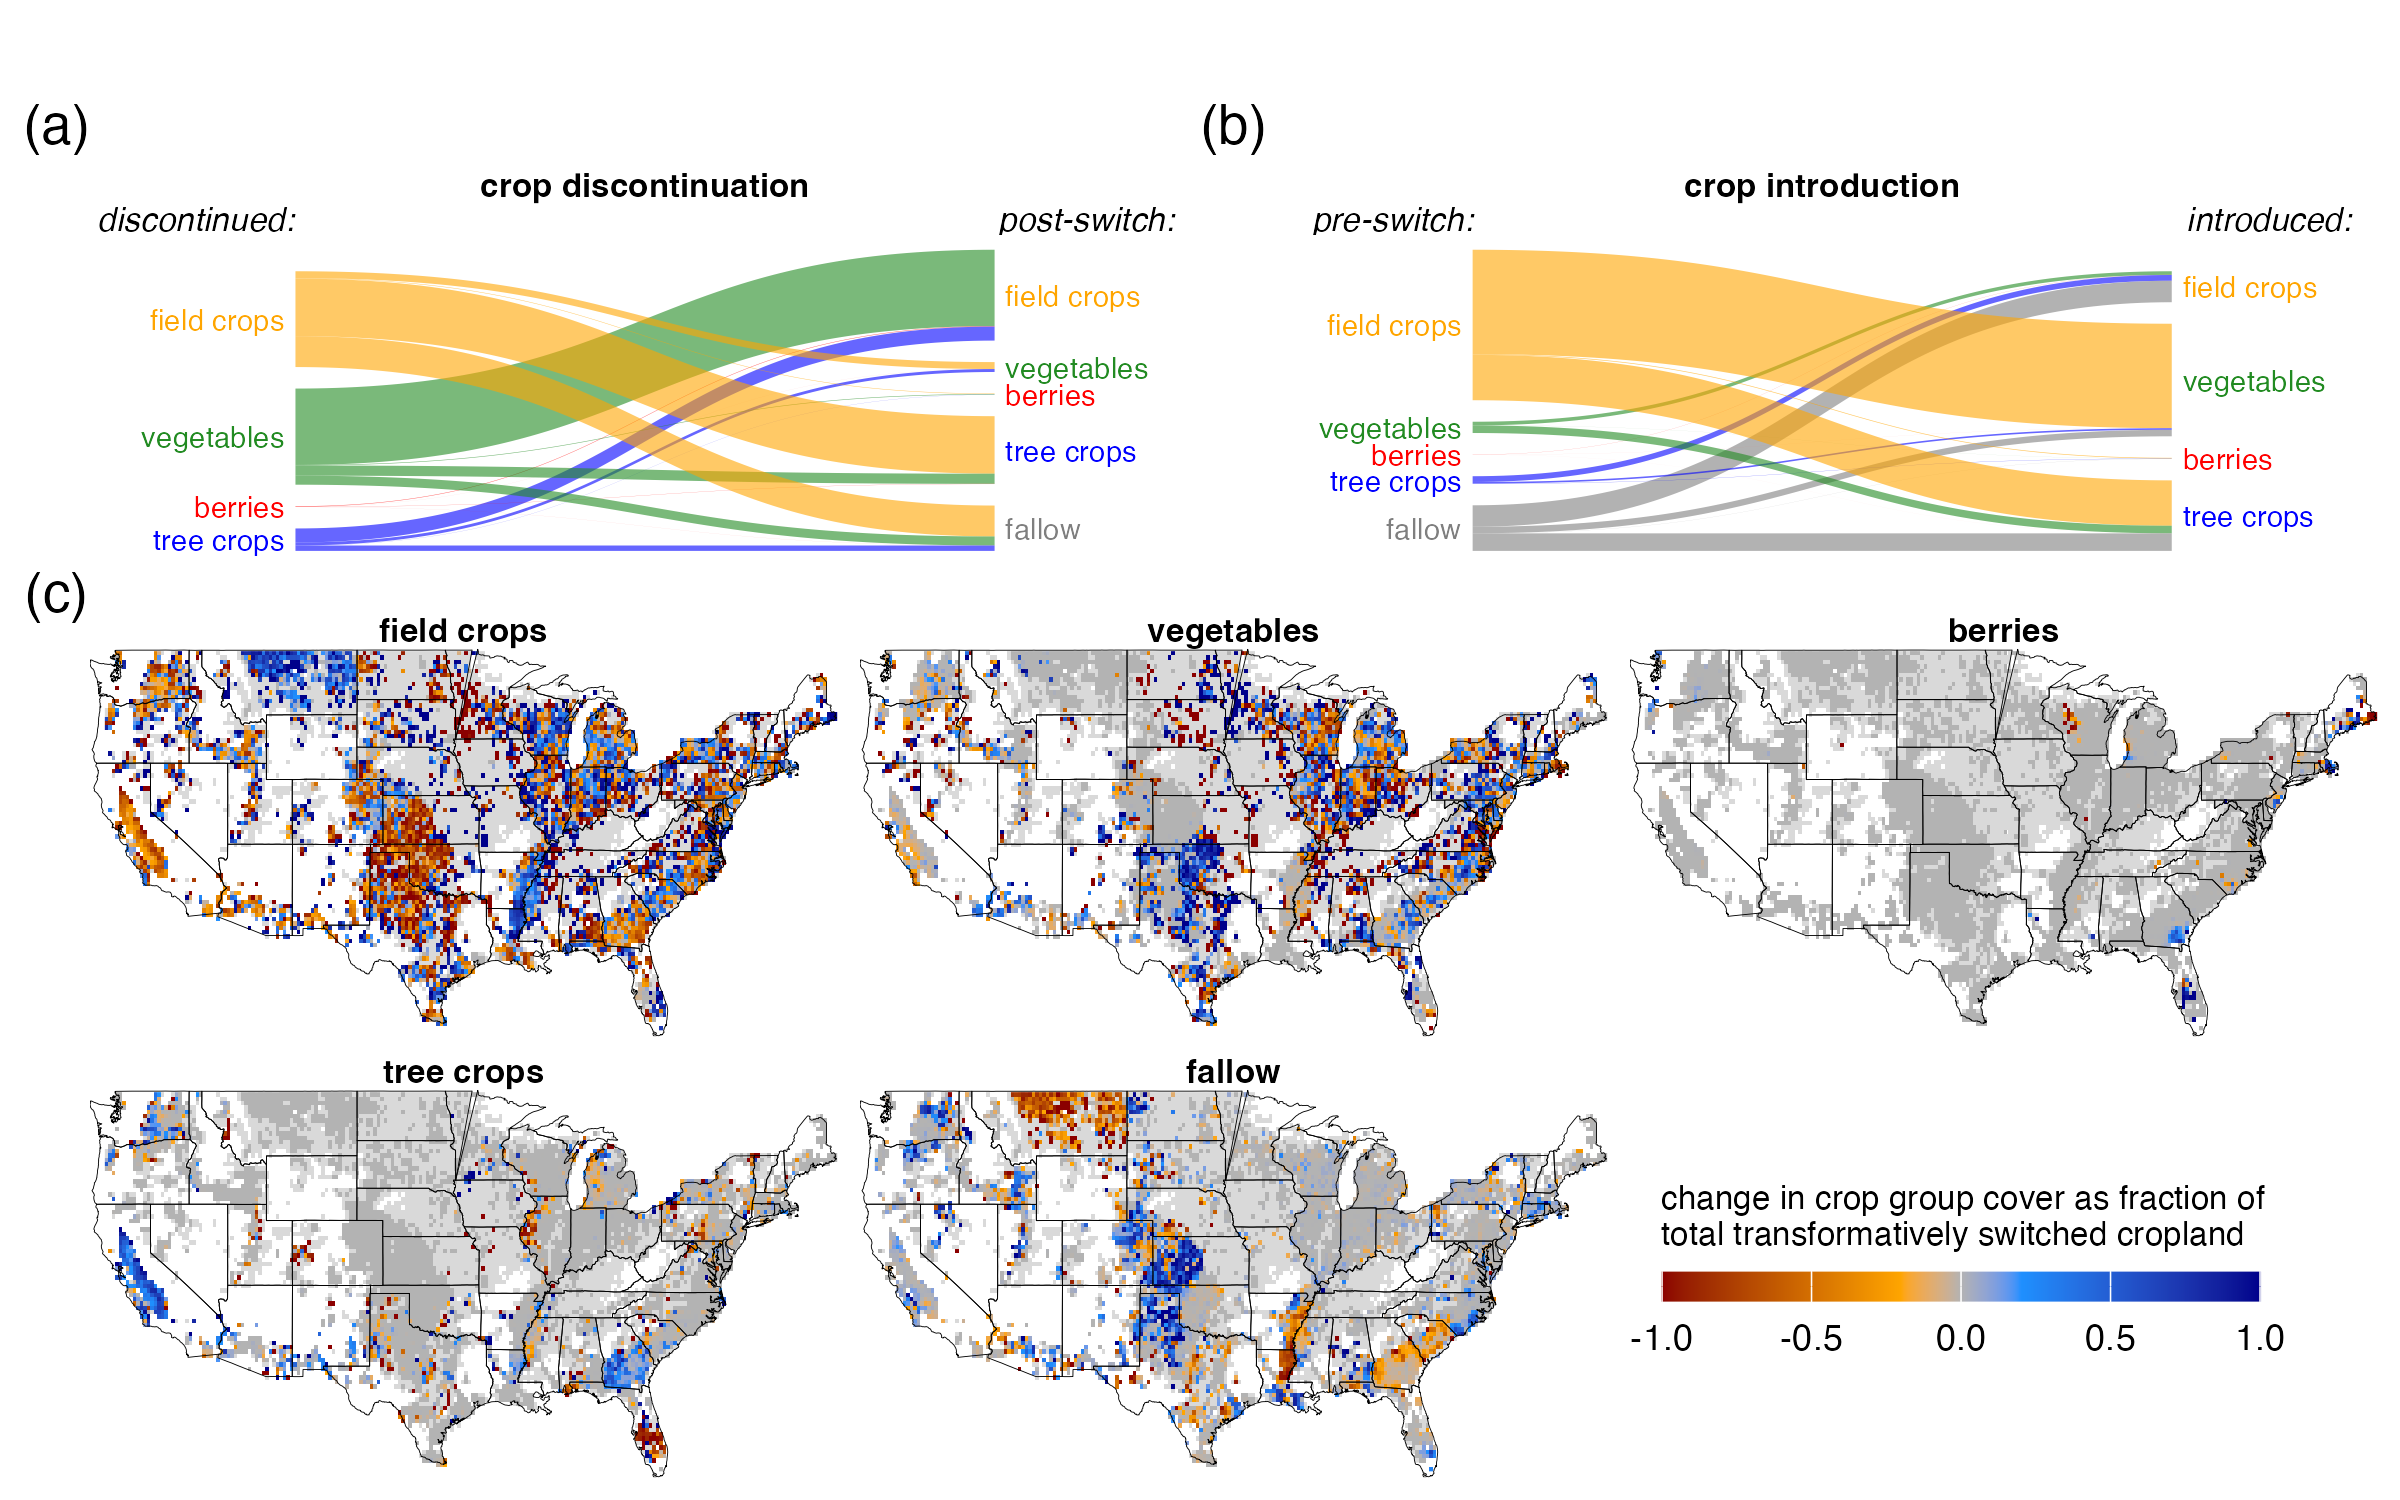 (a)
crop discontinuation
discontinued:
post-switch:
field crops
vegetables
berries
tree crops
field crops
vegetables
berries
tree crops
fallow
(b)
crop introduction
pre-switch:
introduced:
field crops
vegetables
berries
tree crops
fallow
field crops
vegetables
berries
tree crops
(c)
field crops
vegetables
berries
tree crops
fallow
change in crop group cover as fraction of
total transformatively switched cropland
-1.0 -0.5 0.0 0.5 1.0